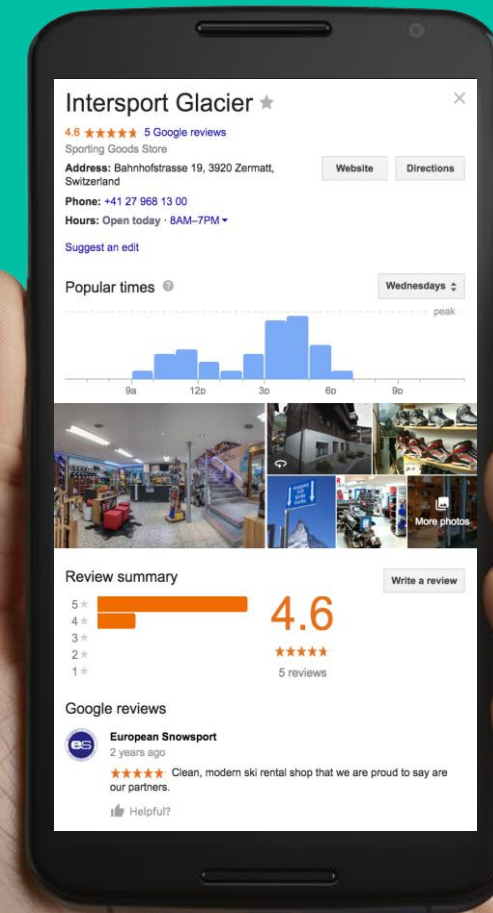 Intersport Glacier
4.6 5 Google reviews
Sporting Goods Store
Address: Bahnhofstrasse 19, 3920 Zermatt,
Switzerland
Website
Directions
Phone: +41 27 968 13 00
Hours: Open today · 8AM–7PM
Suggest an edit
Popular times
Wednesdays
peak
9a 12p 3p 6p 9p
More photos
Review summary
Write a review
5
4
3
2
1
4.6
5 reviews
Google reviews
es
European Snowsport
2 years ago
Clean, modern ski rental shop that we are proud to say are
our partners.
Helpful?